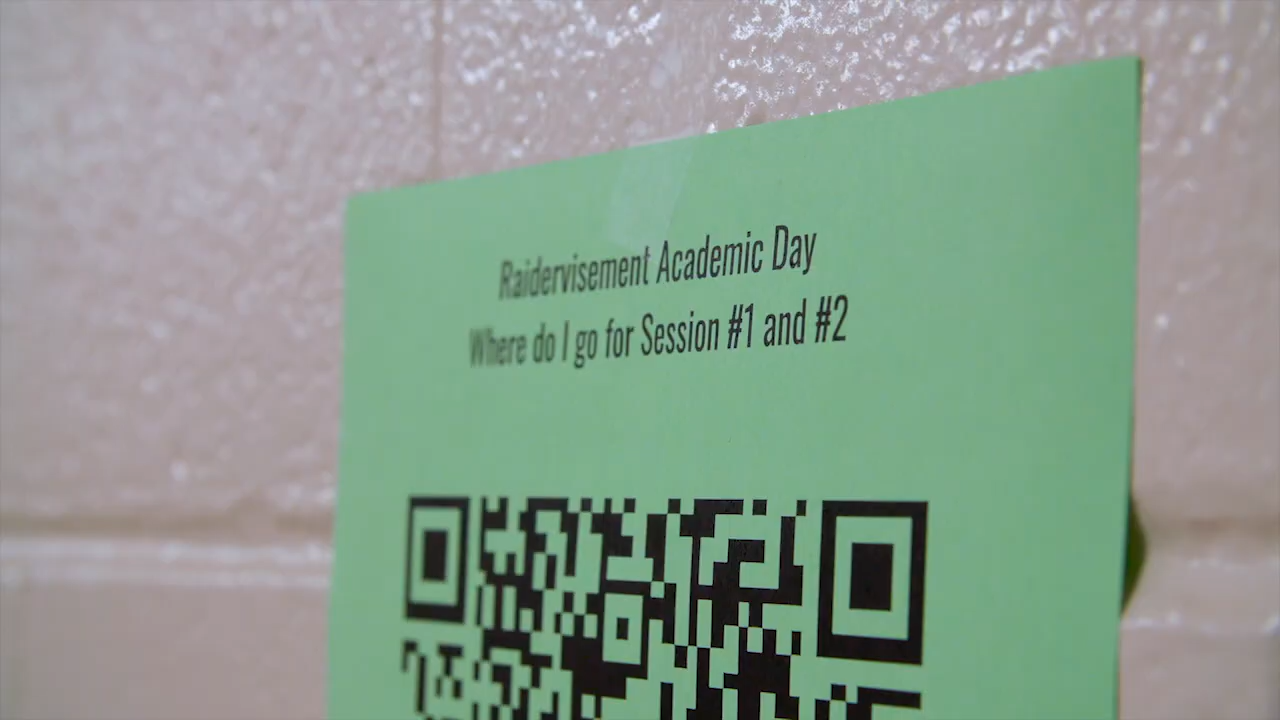 Raidervisement Academic Day
Where do I go for Session #1 and #2